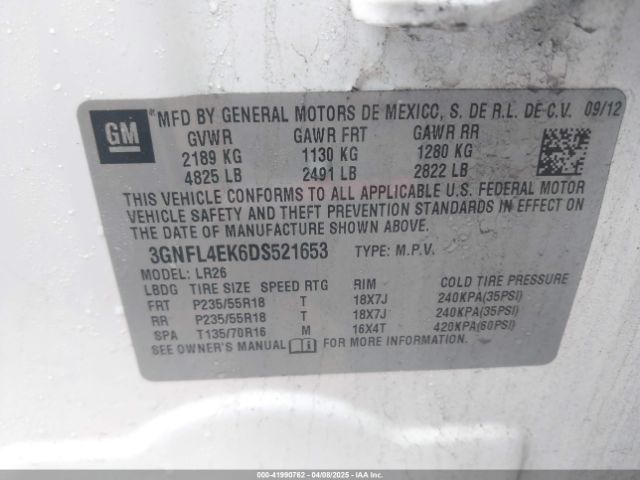 GM
MFD BY GENERAL MOTORS DE MEXICO, S. DE R.L. DE C.V. 09/12
GVWR GAWR FRT GAWR RR
2189 KG 1130 KG 1280 KG
4825 LB 2491 LB 2822 LB
THIS VEHICLE CONFORMS TO ALL APPLICABLE U.S. FEDERAL MOTOR
VEHICLE SAFETY AND THEFT PREVENTION STANDARDS IN EFFECT ON
THE DATE OF MANUFACTURE SHOWN ABOVE.
3GNFL4EK6DS521653 TYPE: M.P.V.
MODEL: LR26
LBDG TIRE SIZE SPEED RTG RIM COLD TIRE PRESSURE
FRT P235/55R18 T 18X7J 240KPA(35PSI)
RR P235/55R18 T 18X7J 240KPA(35PSI)
SPA T135/70R16 M 16X4T 420KPA(60PSI)
SEE OWNER'S MANUAL FOR MORE INFORMATION.
000-41990762 - 04/08/2025 - IAAI.COM